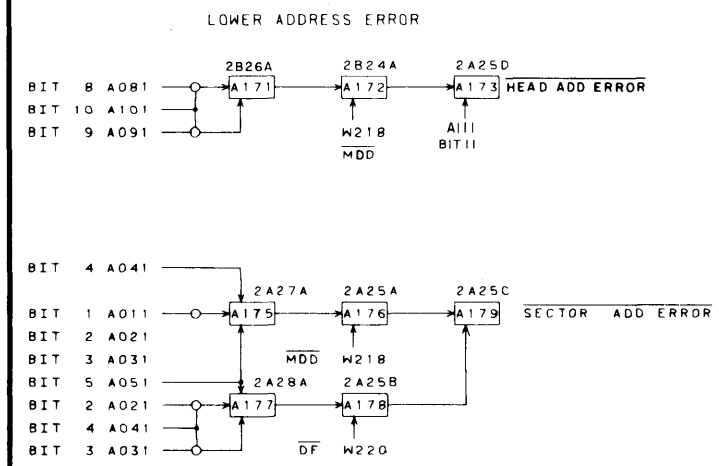 LOWER ADDRESS ERROR
2B26A 2B24A 2A25D
BIT 8 A081 A171 A172 A173 HEAD ADD ERROR
BIT 10 A101
BIT 9 A091 W218 A111
MDD BIT11
BIT 4 A041
2A27A 2A25A 2A25C
BIT 1 A011 A175 A176 A179 SECTOR ADD ERROR
BIT 2 A021
BIT 3 A031 MDD W218
BIT 5 A051 2A28A 2A25B
BIT 2 A021 A177 A178
BIT 4 A041
BIT 3 A031 DF W220